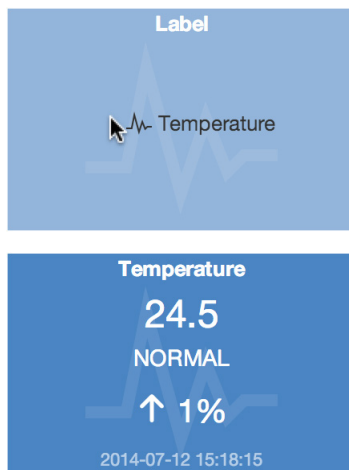 Label
Temperature
Temperature
24.5
NORMAL
↑ 1%
2014-07-12 15:18:15